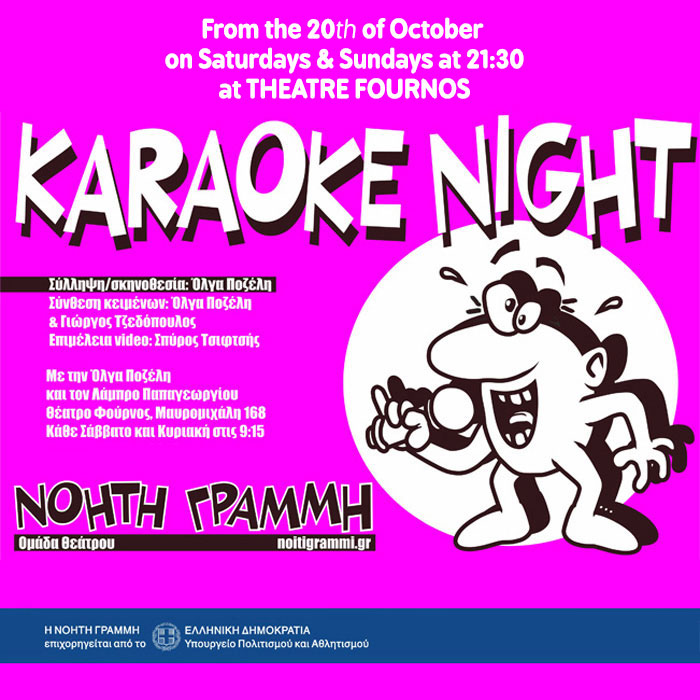 From the 20th of October
on Saturdays & Sundays at 21:30
at THEATRE FOURNOS
KARAOKE NIGHT
Σύλληψη/σκηνοθεσία: Όλγα Ποζέλη
Σύνθεση κειμένων: Όλγα Ποζέλη
& Γιώργος Τζεδόπουλος
Επιμέλεια video: Σπύρος Τσιφτσής
Με την Όλγα Ποζέλη
και τον Λάμπρο Παπαγεωργίου
Θέατρο Φούρνος, Μαυρομιχάλη 168
Κάθε Σάββατο και Κυριακή στις 9:15
ΝΟΗΤΗ ΓΡΑΜΜΗ
Ομάδα θεάτρου noitigrammi.gr
Η ΝΟΗΤΗ ΓΡΑΜΜΗ
επιχορηγείται από το
ΕΛΛΗΝΙΚΗ ΔΗΜΟΚΡΑΤΙΑ
Υπουργείο Πολιτισμού και Αθλητισμού